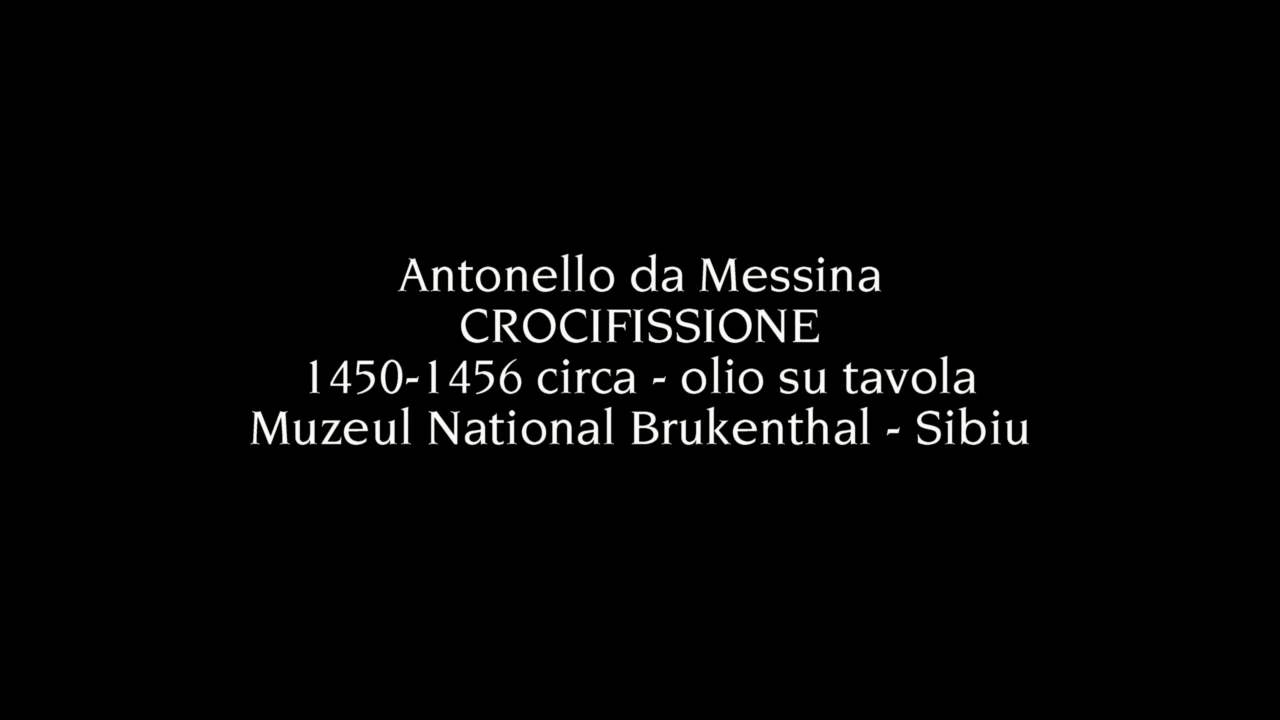 Antonello da Messina
CROCIFISSIONE
1450-1456 circa - olio su tavola
Muzeul National Brukenthal - Sibiu